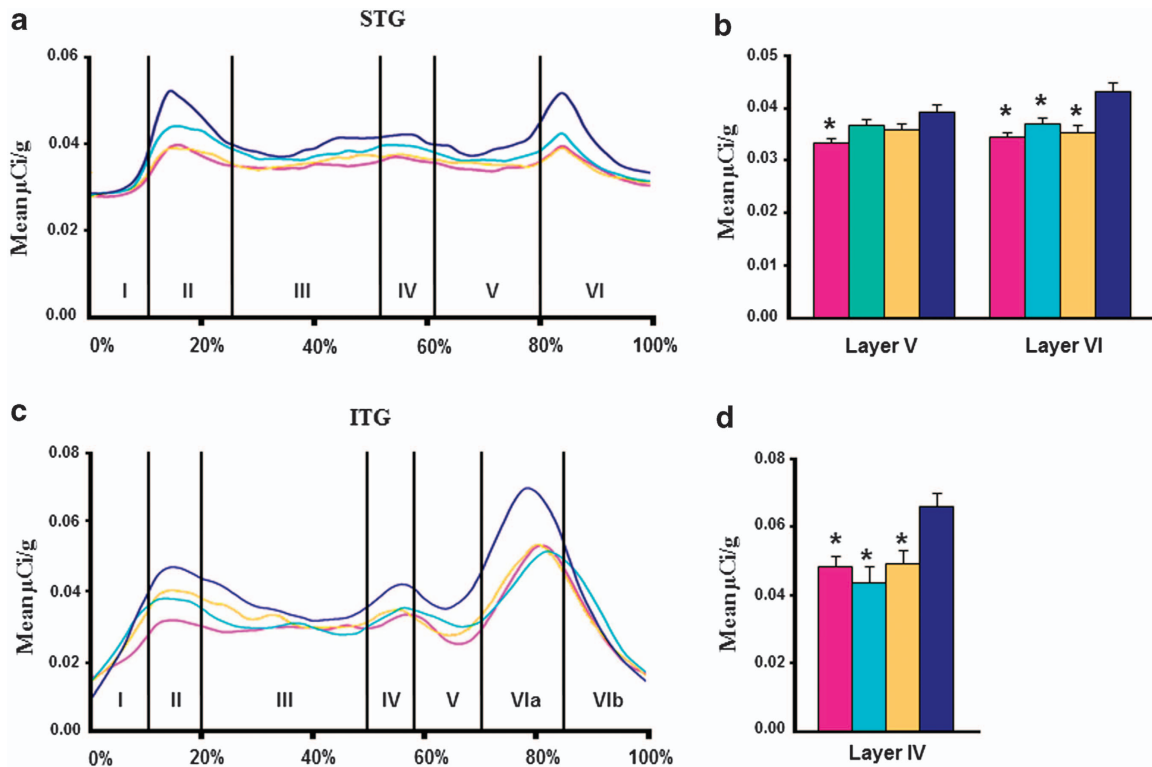 a
STG
Mean µCi/g
0.06
0.04
0.02
0.00
I II III IV V VI
0% 20% 40% 60% 80% 100%
b
Mean µCi/g
0.05
0.04
0.03
0.02
0.01
0.00
* * * *
Layer V Layer VI
c
ITG
Mean µCi/g
0.08
0.06
0.04
0.02
0.00
I II III IV V VIa VIb
0% 20% 40% 60% 80% 100%
d
Mean µCi/g
0.08
0.06
0.04
0.02
0.00
* * *
Layer IV